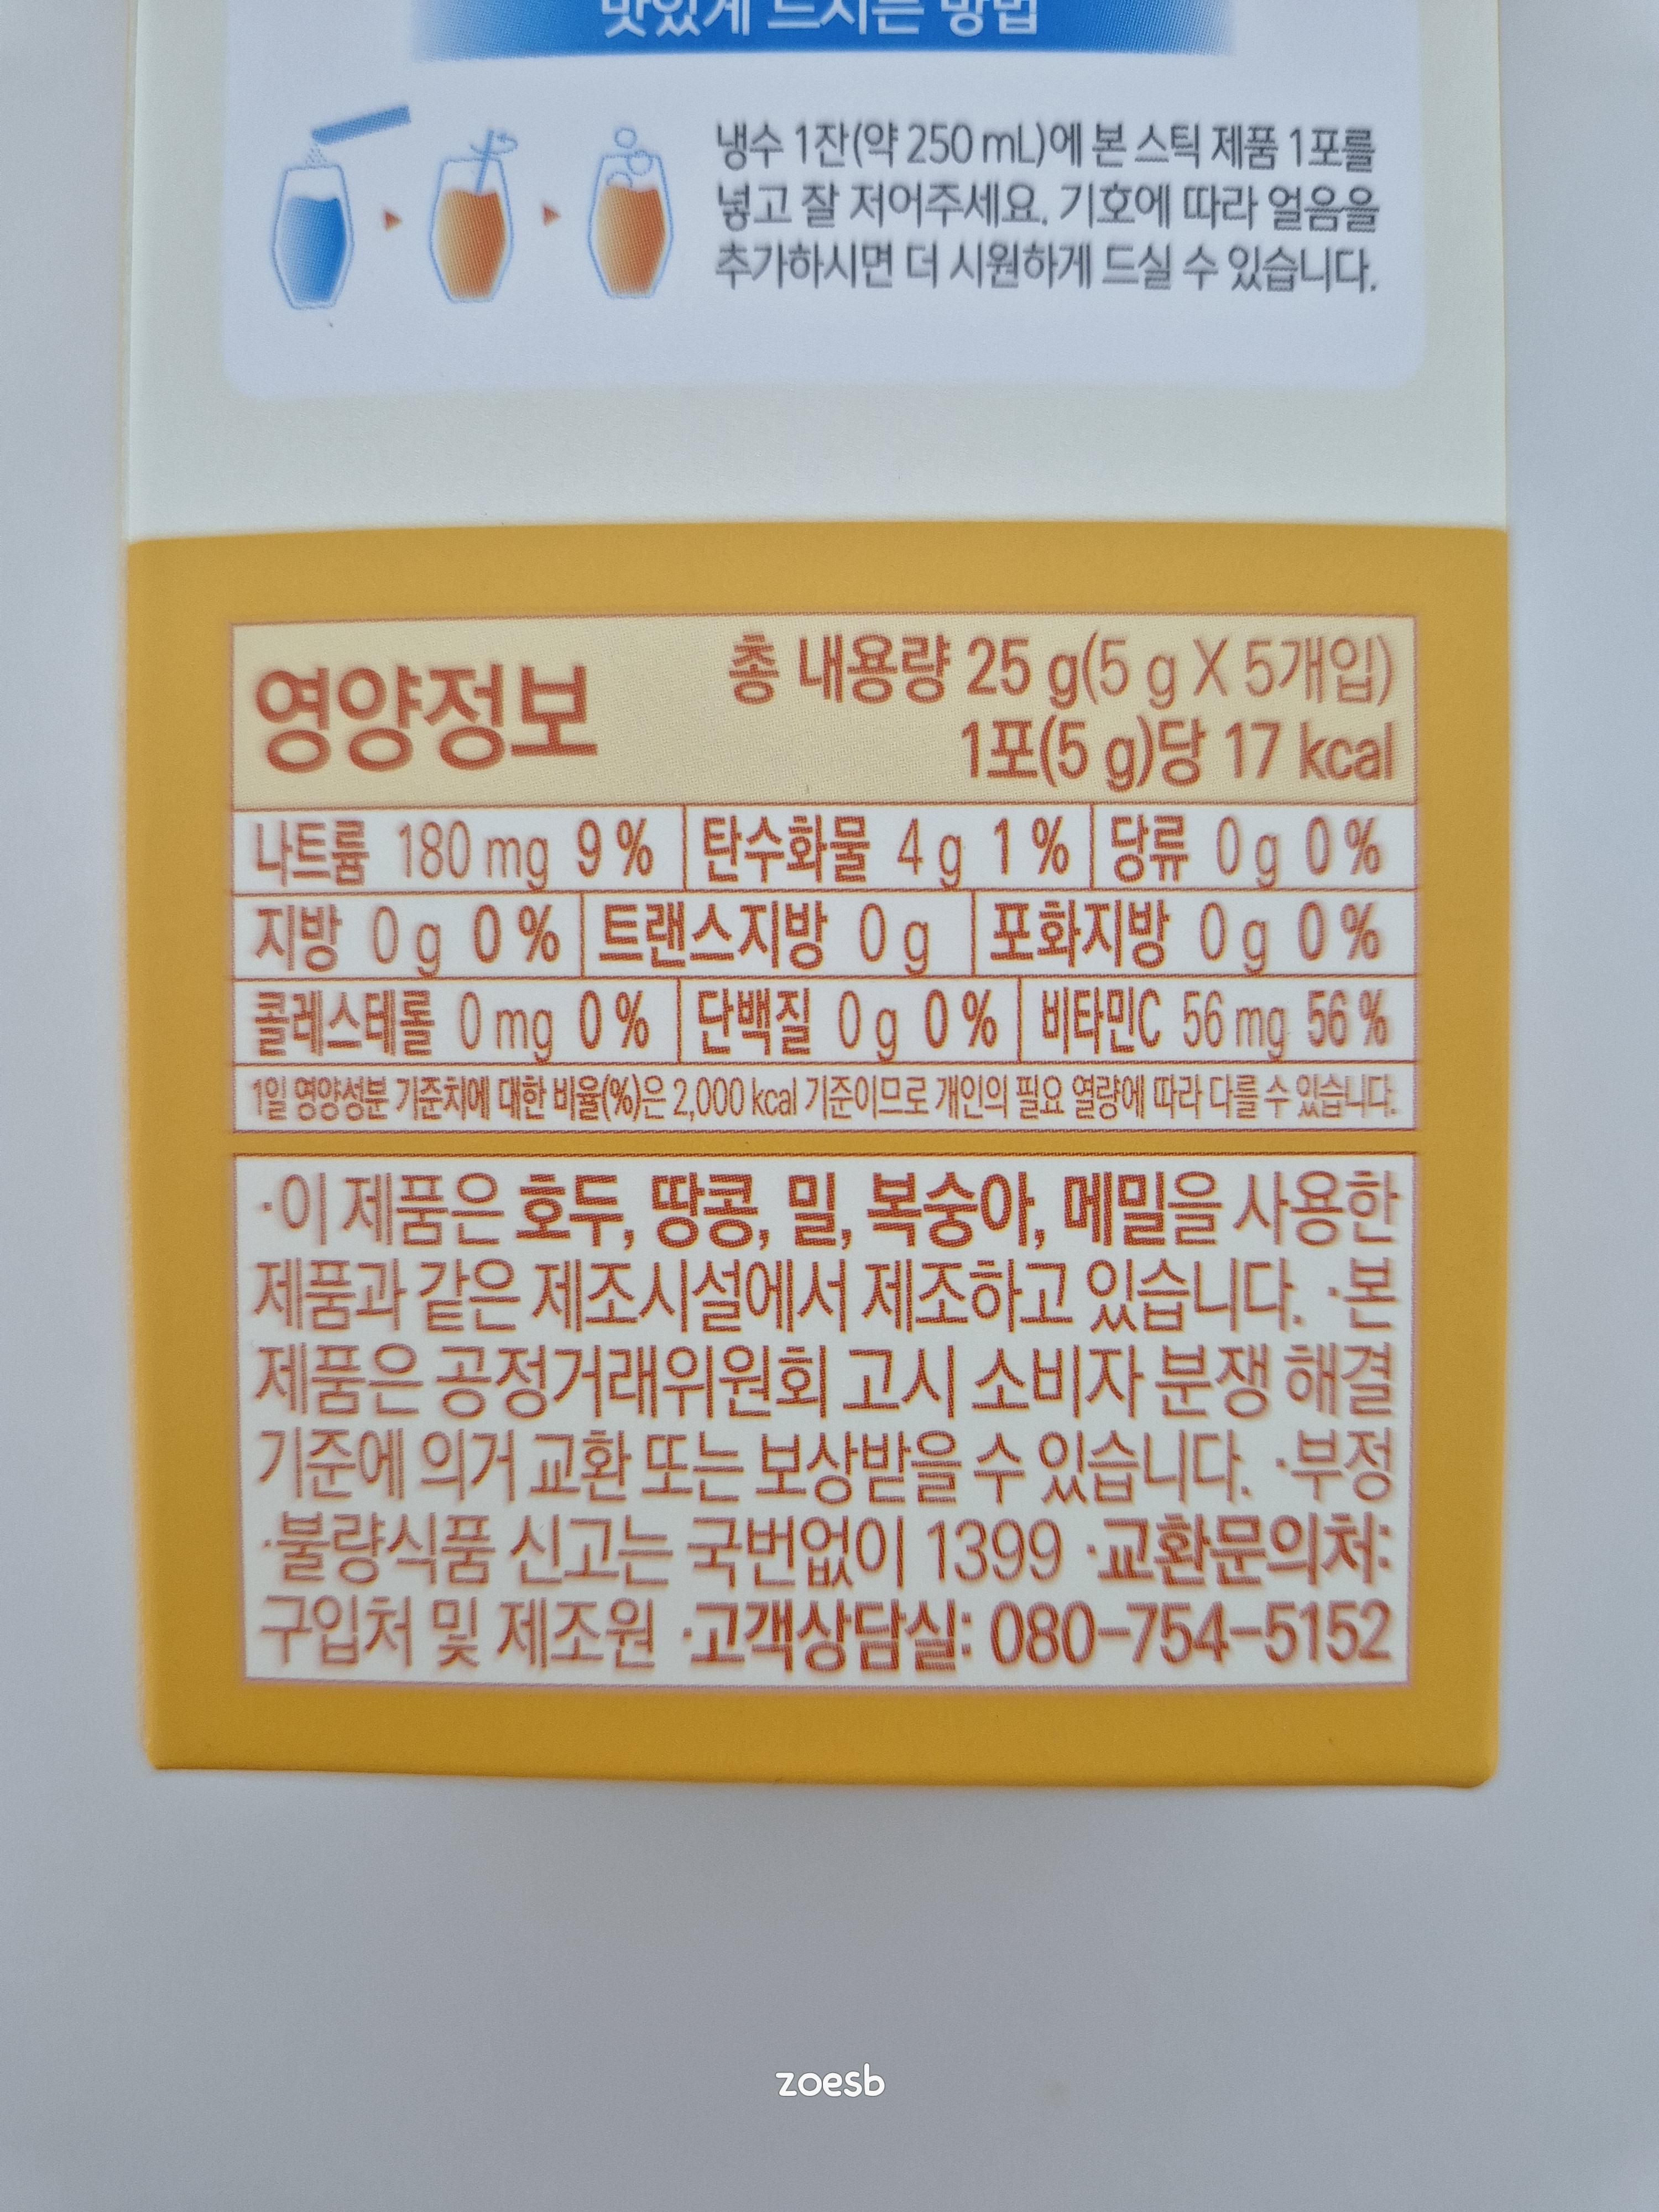 맛있게 드시는 방법
냉수 1잔(약 250 mL)에 본 스틱 제품 1포를
넣고 잘 저어주세요. 기호에 따라 얼음을
추가하시면 더 시원하게 드실 수 있습니다.
영양정보
총 내용량 25 g(5 g X 5개입)
1포(5 g)당 17 kcal
나트륨 180 mg 9 % 탄수화물 4 g 1 % 당류 0 g 0 %
지방 0 g 0 % 트랜스지방 0 g 포화지방 0 g 0 %
콜레스테롤 0 mg 0 % 단백질 0 g 0 % 비타민C 56 mg 56 %
1일 영양성분 기준치에 대한 비율(%)은 2,000 kcal 기준이므로 개인의 필요 열량에 따라 다를 수 있습니다.
·이 제품은 호두, 땅콩, 밀, 복숭아, 메밀을 사용한
제품과 같은 제조시설에서 제조하고 있습니다. ·본
제품은 공정거래위원회 고시 소비자 분쟁 해결
기준에 의거 교환 또는 보상받을 수 있습니다. ·부정
·불량식품 신고는 국번없이 1399 ·교환문의처:
구입처 및 제조원 ·고객상담실: 080-754-5152
zoesb